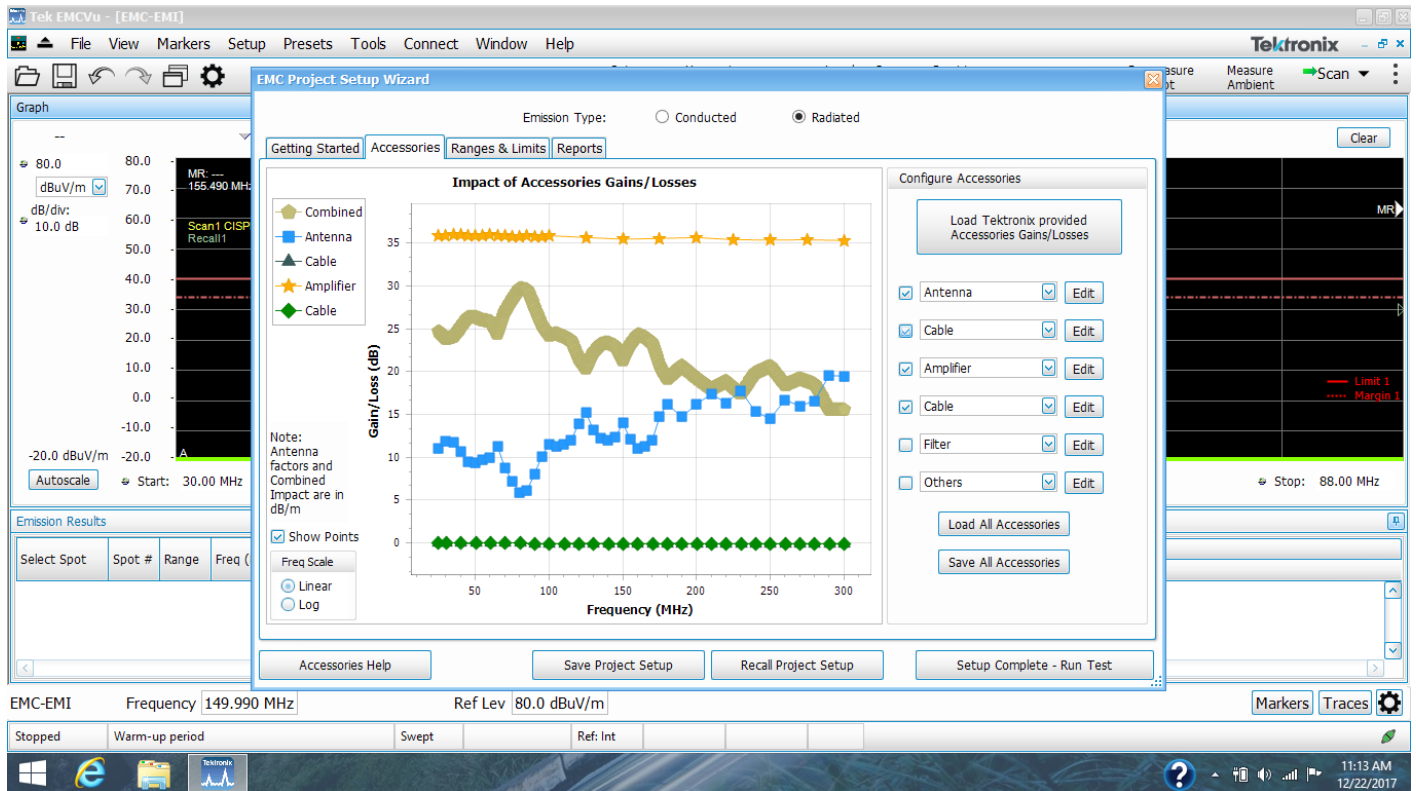 Tek EMCVu - [EMC-EMI]
File View Markers Setup Presets Tools Connect Window Help
Tektronix
Measure
Ambient
Scan
EMC Project Setup Wizard
Graph
--
80.0
dBuV/m
dB/div:
10.0 dB
80.0
70.0
60.0
50.0
40.0
30.0
20.0
10.0
0.0
-10.0
-20.0
-20.0 dBuV/m
Autoscale
Start: 30.00 MHz
MR: ---
155.490 MHz
Scan1 CISP
Recall1
A
Emission Type: Conducted Radiated
Getting Started Accessories Ranges & Limits Reports
Impact of Accessories Gains/Losses
Combined
Antenna
Cable
Amplifier
Cable
Gain/Loss (dB)
35
30
25
20
15
10
5
0
50 100 150 200 250 300
Frequency (MHz)
Note:
Antenna
factors and
Combined
Impact are in
dB/m
Show Points
Freq Scale
Linear
Log
Configure Accessories
Load Tektronix provided
Accessories Gains/Losses
Antenna Edit
Cable Edit
Amplifier Edit
Cable Edit
Filter Edit
Others Edit
Load All Accessories
Save All Accessories
Accessories Help Save Project Setup Recall Project Setup Setup Complete - Run Test
Clear
MR
Limit 1
Margin 1
Stop: 88.00 MHz
Emission Results
Select Spot Spot # Range Freq (
EMC-EMI Frequency 149.990 MHz Ref Lev 80.0 dBuV/m Markers Traces
Stopped Warm-up period Swept Ref: Int
Tektronix
11:13 AM
12/22/2017